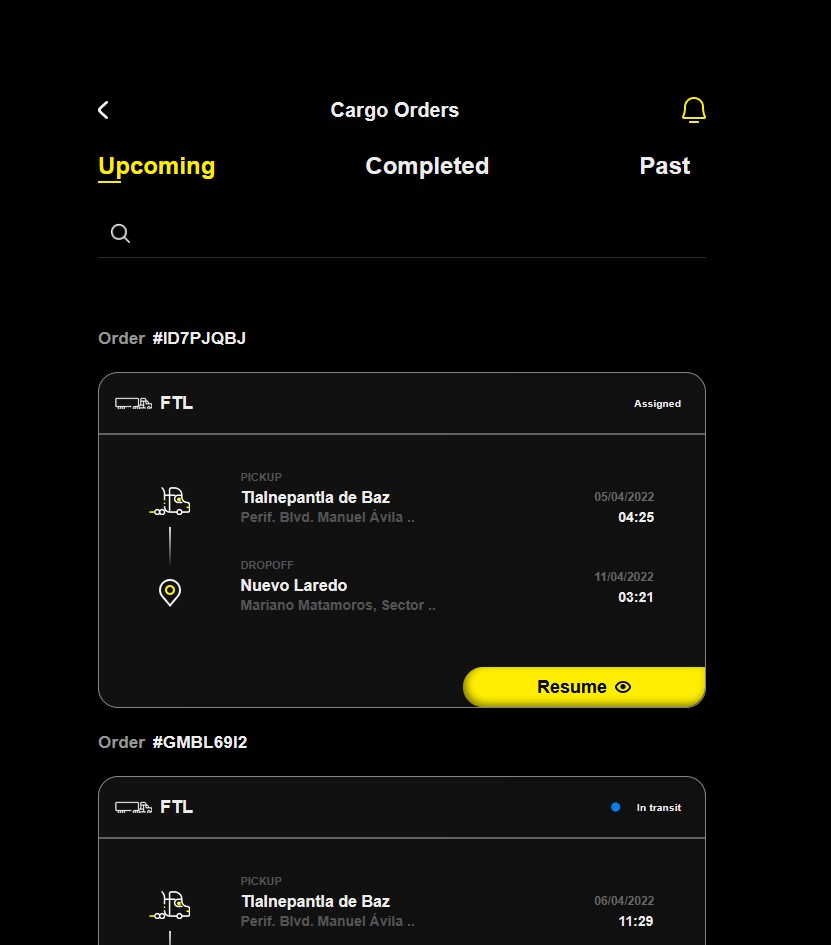 Cargo Orders
Upcoming Completed Past
Order #ID7PJQBJ
FTL Assigned
PICKUP
Tlalnepantla de Baz 05/04/2022
Perif. Blvd. Manuel Ávila .. 04:25
DROPOFF
Nuevo Laredo 11/04/2022
Mariano Matamoros, Sector .. 03:21
Resume
Order #GMBL69I2
FTL In transit
PICKUP
Tlalnepantla de Baz 06/04/2022
Perif. Blvd. Manuel Ávila .. 11:29